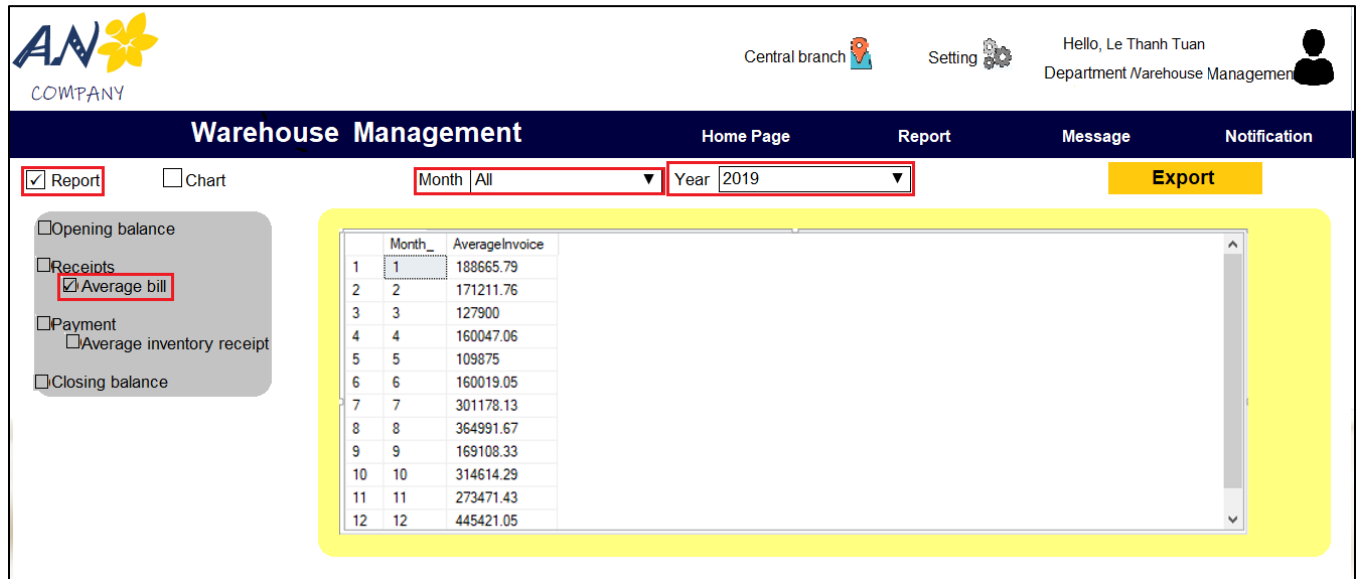 AN
COMPANY
Central branch
Setting
Hello, Le Thanh Tuan
Department Warehouse Managemen
Warehouse Management
Home Page
Report
Message
Notification
Report
Chart
Month All
Year 2019
Export
Opening balance
Receipts
Average bill
Payment
Average inventory receipt
Closing balance
Month_ AverageInvoice
1 1 188665.79
2 2 171211.76
3 3 127900
4 4 160047.06
5 5 109875
6 6 160019.05
7 7 301178.13
8 8 364991.67
9 9 169108.33
10 10 314614.29
11 11 273471.43
12 12 445421.05